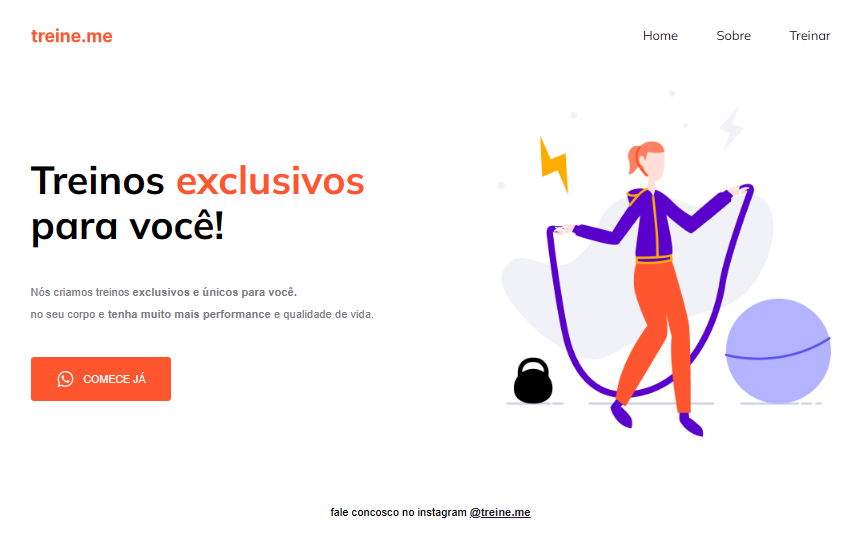 treine.me
Home Sobre Treinar
Treinos exclusivos
para você!
Nós criamos treinos exclusivos e únicos para você.
no seu corpo e tenha muito mais performance e qualidade de vida.
COMECE JÁ
fale concosco no instagram @treine.me